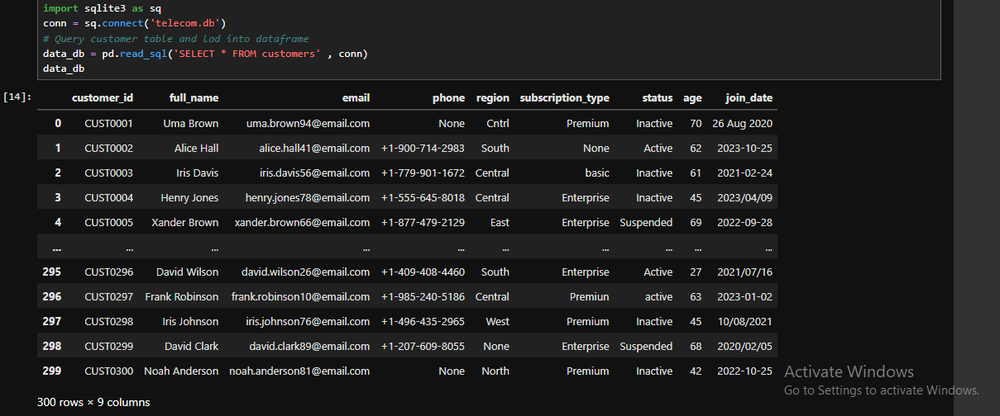 import sqlite3 as sq
conn = sq.connect('telecom.db')
# Query customer table and lod into dataframe
data_db = pd.read_sql('SELECT * FROM customers' , conn)
data_db
[14]:
customer_id full_name email phone region subscription_type status age join_date
0 CUST0001 Uma Brown uma.brown94@email.com None Cntrl Premium Inactive 70 26 Aug 2020
1 CUST0002 Alice Hall alice.hall41@email.com +1-900-714-2983 South None Active 62 2023-10-25
2 CUST0003 Iris Davis iris.davis56@email.com +1-779-901-1672 Central basic Inactive 61 2021-02-24
3 CUST0004 Henry Jones henry.jones78@email.com +1-555-645-8018 Central Enterprise Inactive 45 2023/04/09
4 CUST0005 Xander Brown xander.brown66@email.com +1-877-479-2129 East Enterprise Suspended 69 2022-09-28
... ... ... ... ... ... ... ... ... ...
295 CUST0296 David Wilson david.wilson26@email.com +1-409-408-4460 South Enterprise Active 27 2021/07/16
296 CUST0297 Frank Robinson frank.robinson10@email.com +1-985-240-5186 Central Premiun active 63 2023-01-02
297 CUST0298 Iris Johnson iris.johnson76@email.com +1-496-435-2965 West Premium Inactive 45 10/08/2021
298 CUST0299 David Clark david.clark89@email.com +1-207-609-8055 None Enterprise Suspended 68 2020/02/05
299 CUST0300 Noah Anderson noah.anderson81@email.com None North Premium Inactive 42 2022-10-25
300 rows × 9 columns
Activate Windows
Go to Settings to activate Windows.